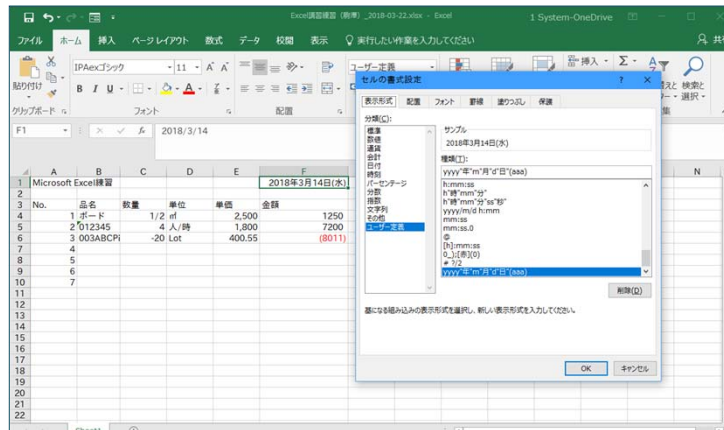 Excel講習練習 (駒澤) _2018-03-22.xlsx - Excel
1 System-OneDrive
ファイル ホーム 挿入 ページ レイアウト 数式 データ 校閲 表示 実行したい作業を入力してください 共
貼り付け
IPAexゴシック 11
B I U
ユーザー定義
挿入
検索と
選択
クリップボード フォント 配置
F1 fx 2018/3/14
A B C D E F N
1 Microsoft Excel練習 2018年3月14日(水)
2
3 No. 品名 数量 単位 単価 金額
4 1 ボード 1/2 ㎡ 2,500 1250
5 2 012345 4 人/時 1,800 7200
6 3 003ABCPi -20 Lot 400.55 (8011)
7 4
8 5
9 6
10 7
11
12
13
14
15
16
17
18
19
20
21
22
セルの書式設定 ? ×
表示形式 配置 フォント 罫線 塗りつぶし 保護
分類(C):
標準
数値
通貨
会計
日付
時刻
パーセンテージ
分数
指数
文字列
その他
ユーザー定義
サンプル
2018年3月14日(水)
種類(T):
yyyy"年"m"月"d"日"(aaa)
h:mm:ss
h"時"mm"分"
h"時"mm"分"ss"秒"
yyyy/m/d h:mm
mm:ss
mm:ss.0
@
[h]:mm:ss
0_);[赤](0)
# ?/2
yyyy"年"m"月"d"日"(aaa)
削除(D)
基になる組み込みの表示形式を選択し、新しい表示形式を入力してください。
OK キャンセル